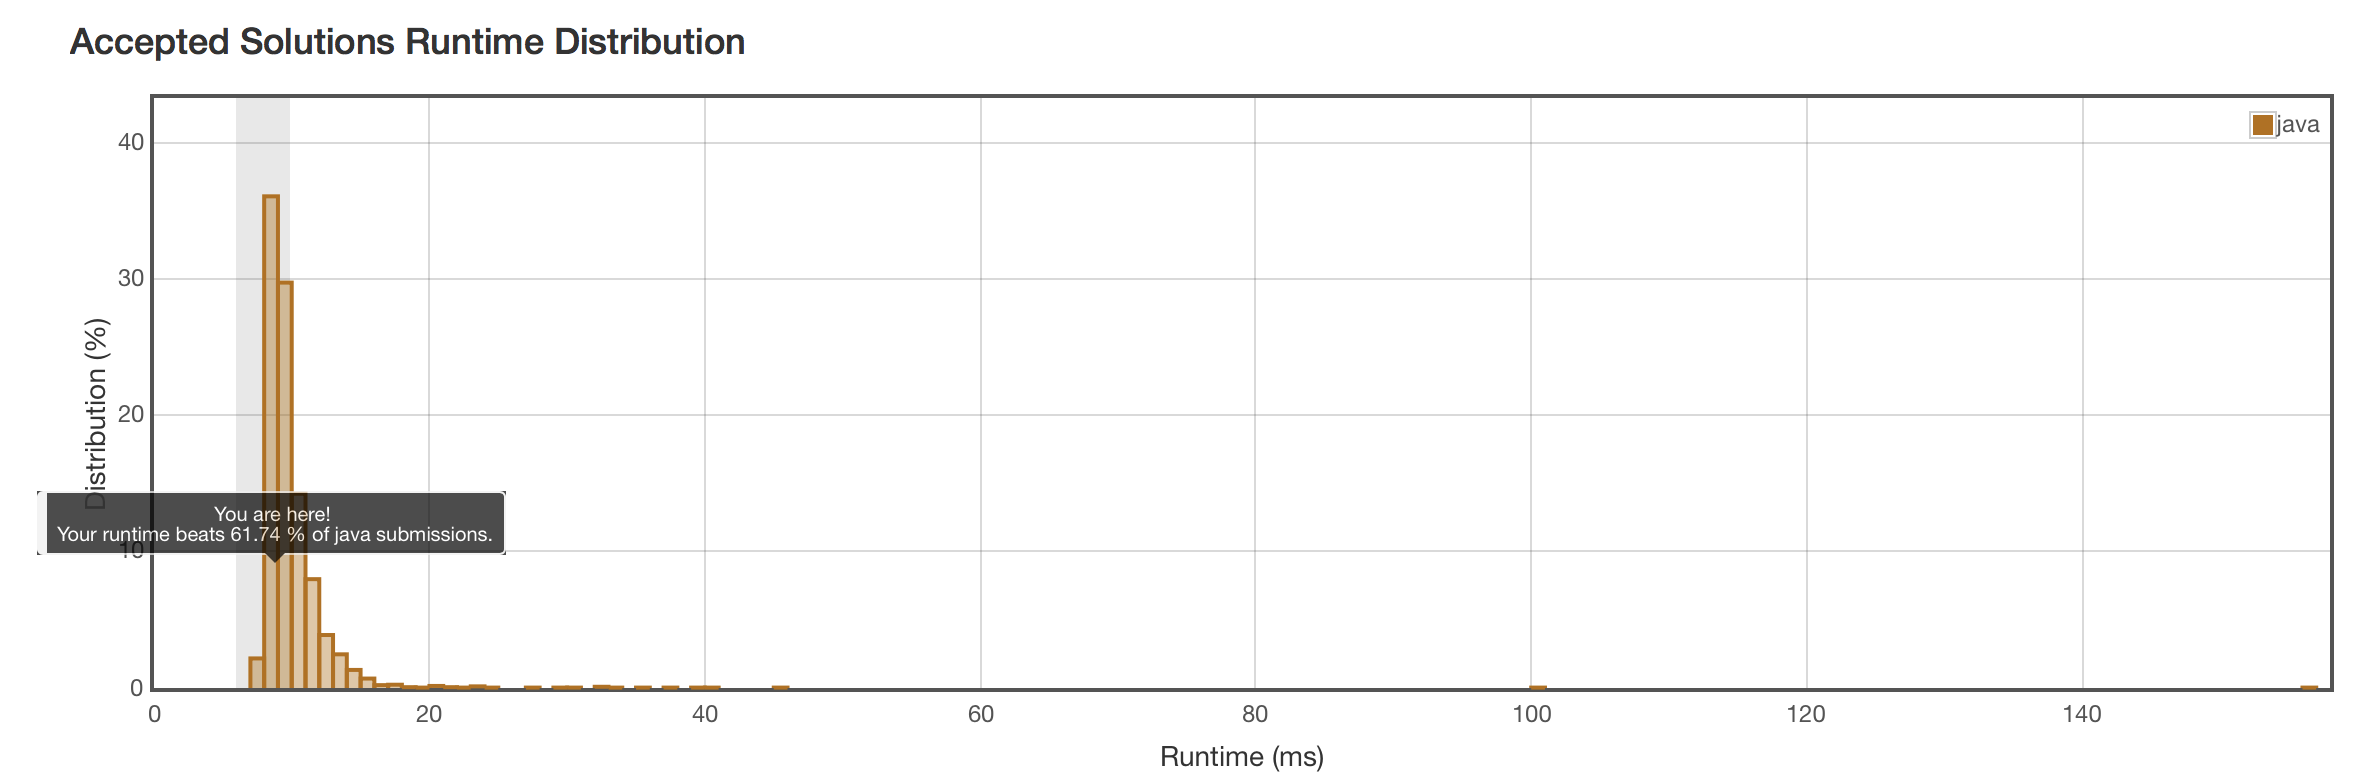 Accepted Solutions Runtime Distribution
java
Distribution (%)
40
30
20
10
0
You are here!
Your runtime beats 61.74 % of java submissions.
0 20 40 60 80 100 120 140
Runtime (ms)